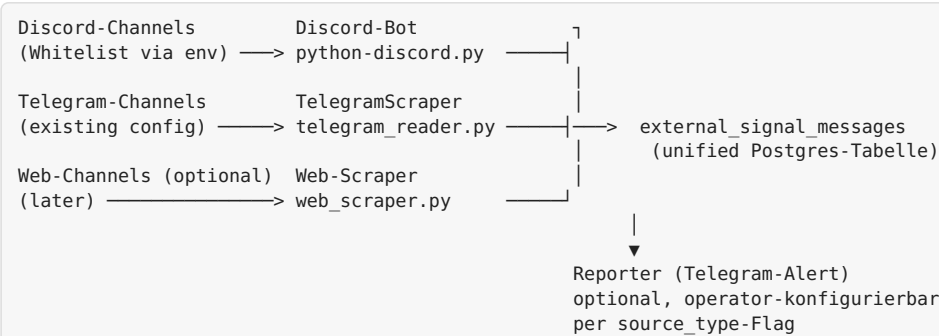 Discord-Channels Discord-Bot ┐
(Whitelist via env) ───> python-discord.py ─────┤
│
Telegram-Channels TelegramScraper │
(existing config) ─────> telegram_reader.py ─────┼───> external_signal_messages
│ (unified Postgres-Tabelle)
Web-Channels (optional) Web-Scraper │
(later) ──────────────> web_scraper.py ─────┘
│
▼
Reporter (Telegram-Alert)
optional, operator-konfigurierbar
per source_type-Flag